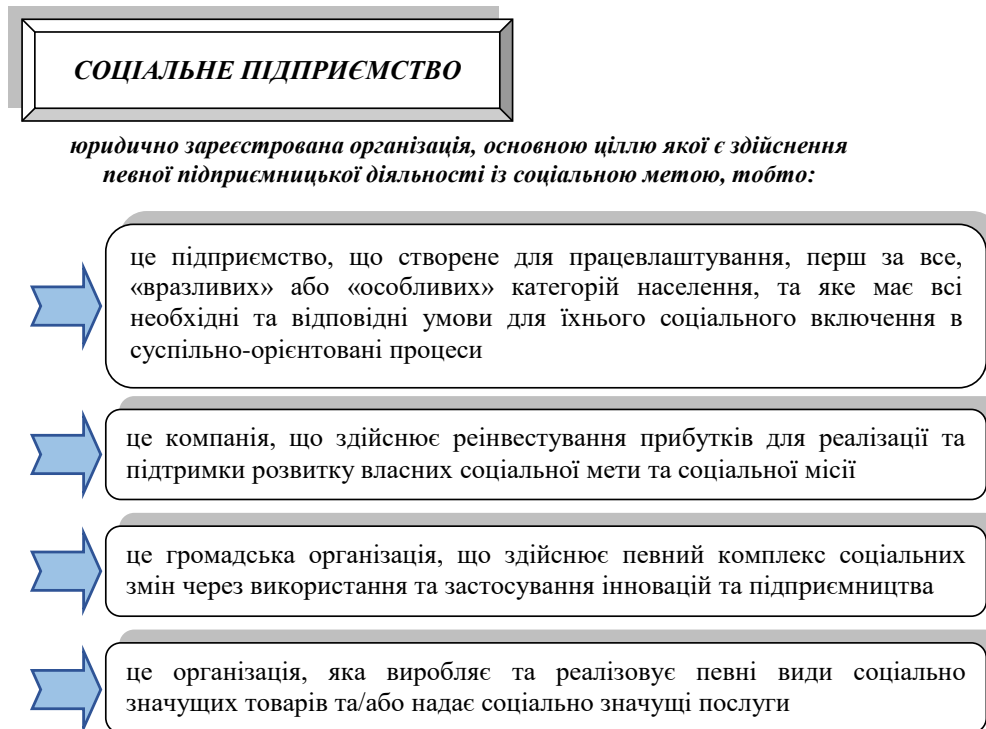 СОЦІАЛЬНЕ ПІДПРИЄМСТВО
юридично зареєстрована організація, основною ціллю якої є здійснення
певної підприємницької діяльності із соціальною метою, тобто:
це підприємство, що створене для працевлаштування, перш за все,
«вразливих» або «особливих» категорій населення, та яке має всі
необхідні та відповідні умови для їхнього соціального включення в
суспільно-орієнтовані процеси
це компанія, що здійснює реінвестування прибутків для реалізації та
підтримки розвитку власних соціальної мети та соціальної місії
це громадська організація, що здійснює певний комплекс соціальних
змін через використання та застосування інновацій та підприємництва
це організація, яка виробляє та реалізовує певні види соціально
значущих товарів та/або надає соціально значущі послуги